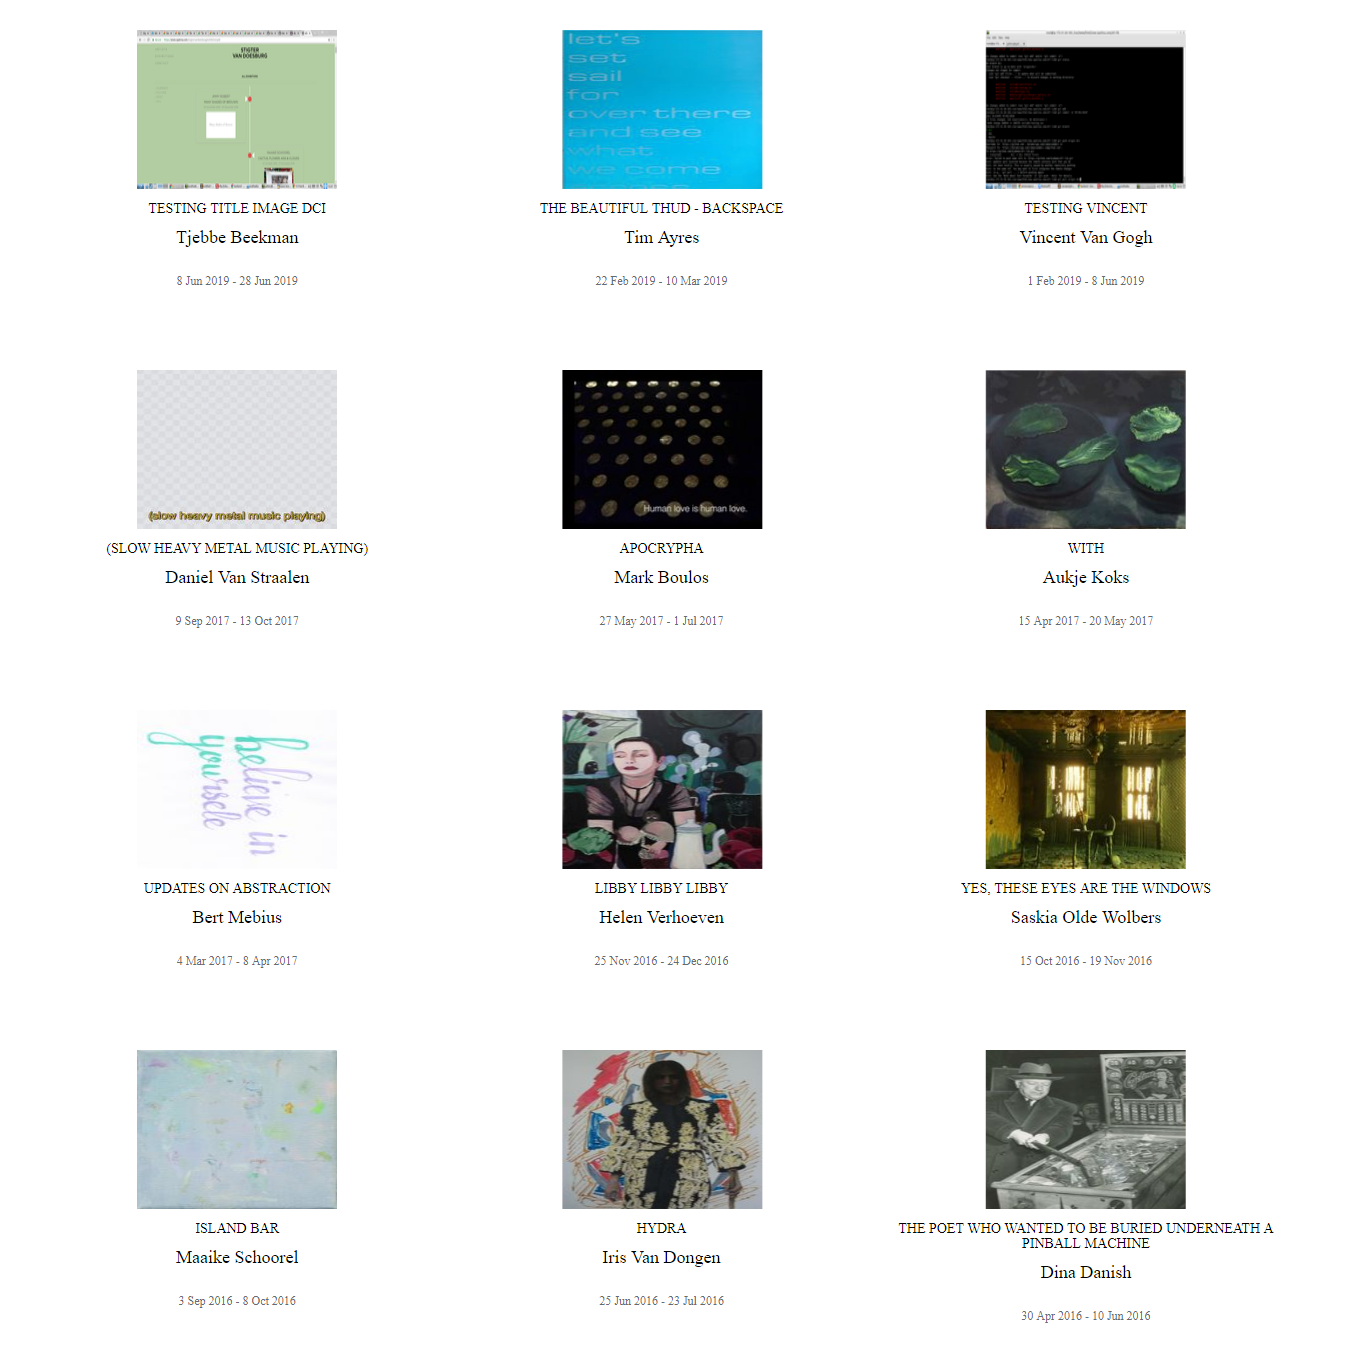 STIGTER
VAN DOESBURG
let's
set
sail
for
over there
and see
what
we come
TESTING TITLE IMAGE DCI
THE BEAUTIFUL THUD - BACKSPACE
TESTING VINCENT
Tjebbe Beekman
Tim Ayres
Vincent Van Gogh
8 Jun 2019 - 28 Jun 2019
22 Feb 2019 - 10 Mar 2019
1 Feb 2019 - 8 Jun 2019
(slow heavy metal music playing)
Human love is human love.
(SLOW HEAVY METAL MUSIC PLAYING)
APOCRYPHA
WITH
Daniel Van Straalen
Mark Boulos
Aukje Koks
9 Sep 2017 - 13 Oct 2017
27 May 2017 - 1 Jul 2017
15 Apr 2017 - 20 May 2017
believe in
yourself
UPDATES ON ABSTRACTION
LIBBY LIBBY LIBBY
YES, THESE EYES ARE THE WINDOWS
Bert Mebius
Helen Verhoeven
Saskia Olde Wolbers
4 Mar 2017 - 8 Apr 2017
25 Nov 2016 - 24 Dec 2016
15 Oct 2016 - 19 Nov 2016
ISLAND BAR
HYDRA
THE POET WHO WANTED TO BE BURIED UNDERNEATH A
PINBALL MACHINE
Maaike Schoorel
Iris Van Dongen
Dina Danish
3 Sep 2016 - 8 Oct 2016
25 Jun 2016 - 23 Jul 2016
30 Apr 2016 - 10 Jun 2016